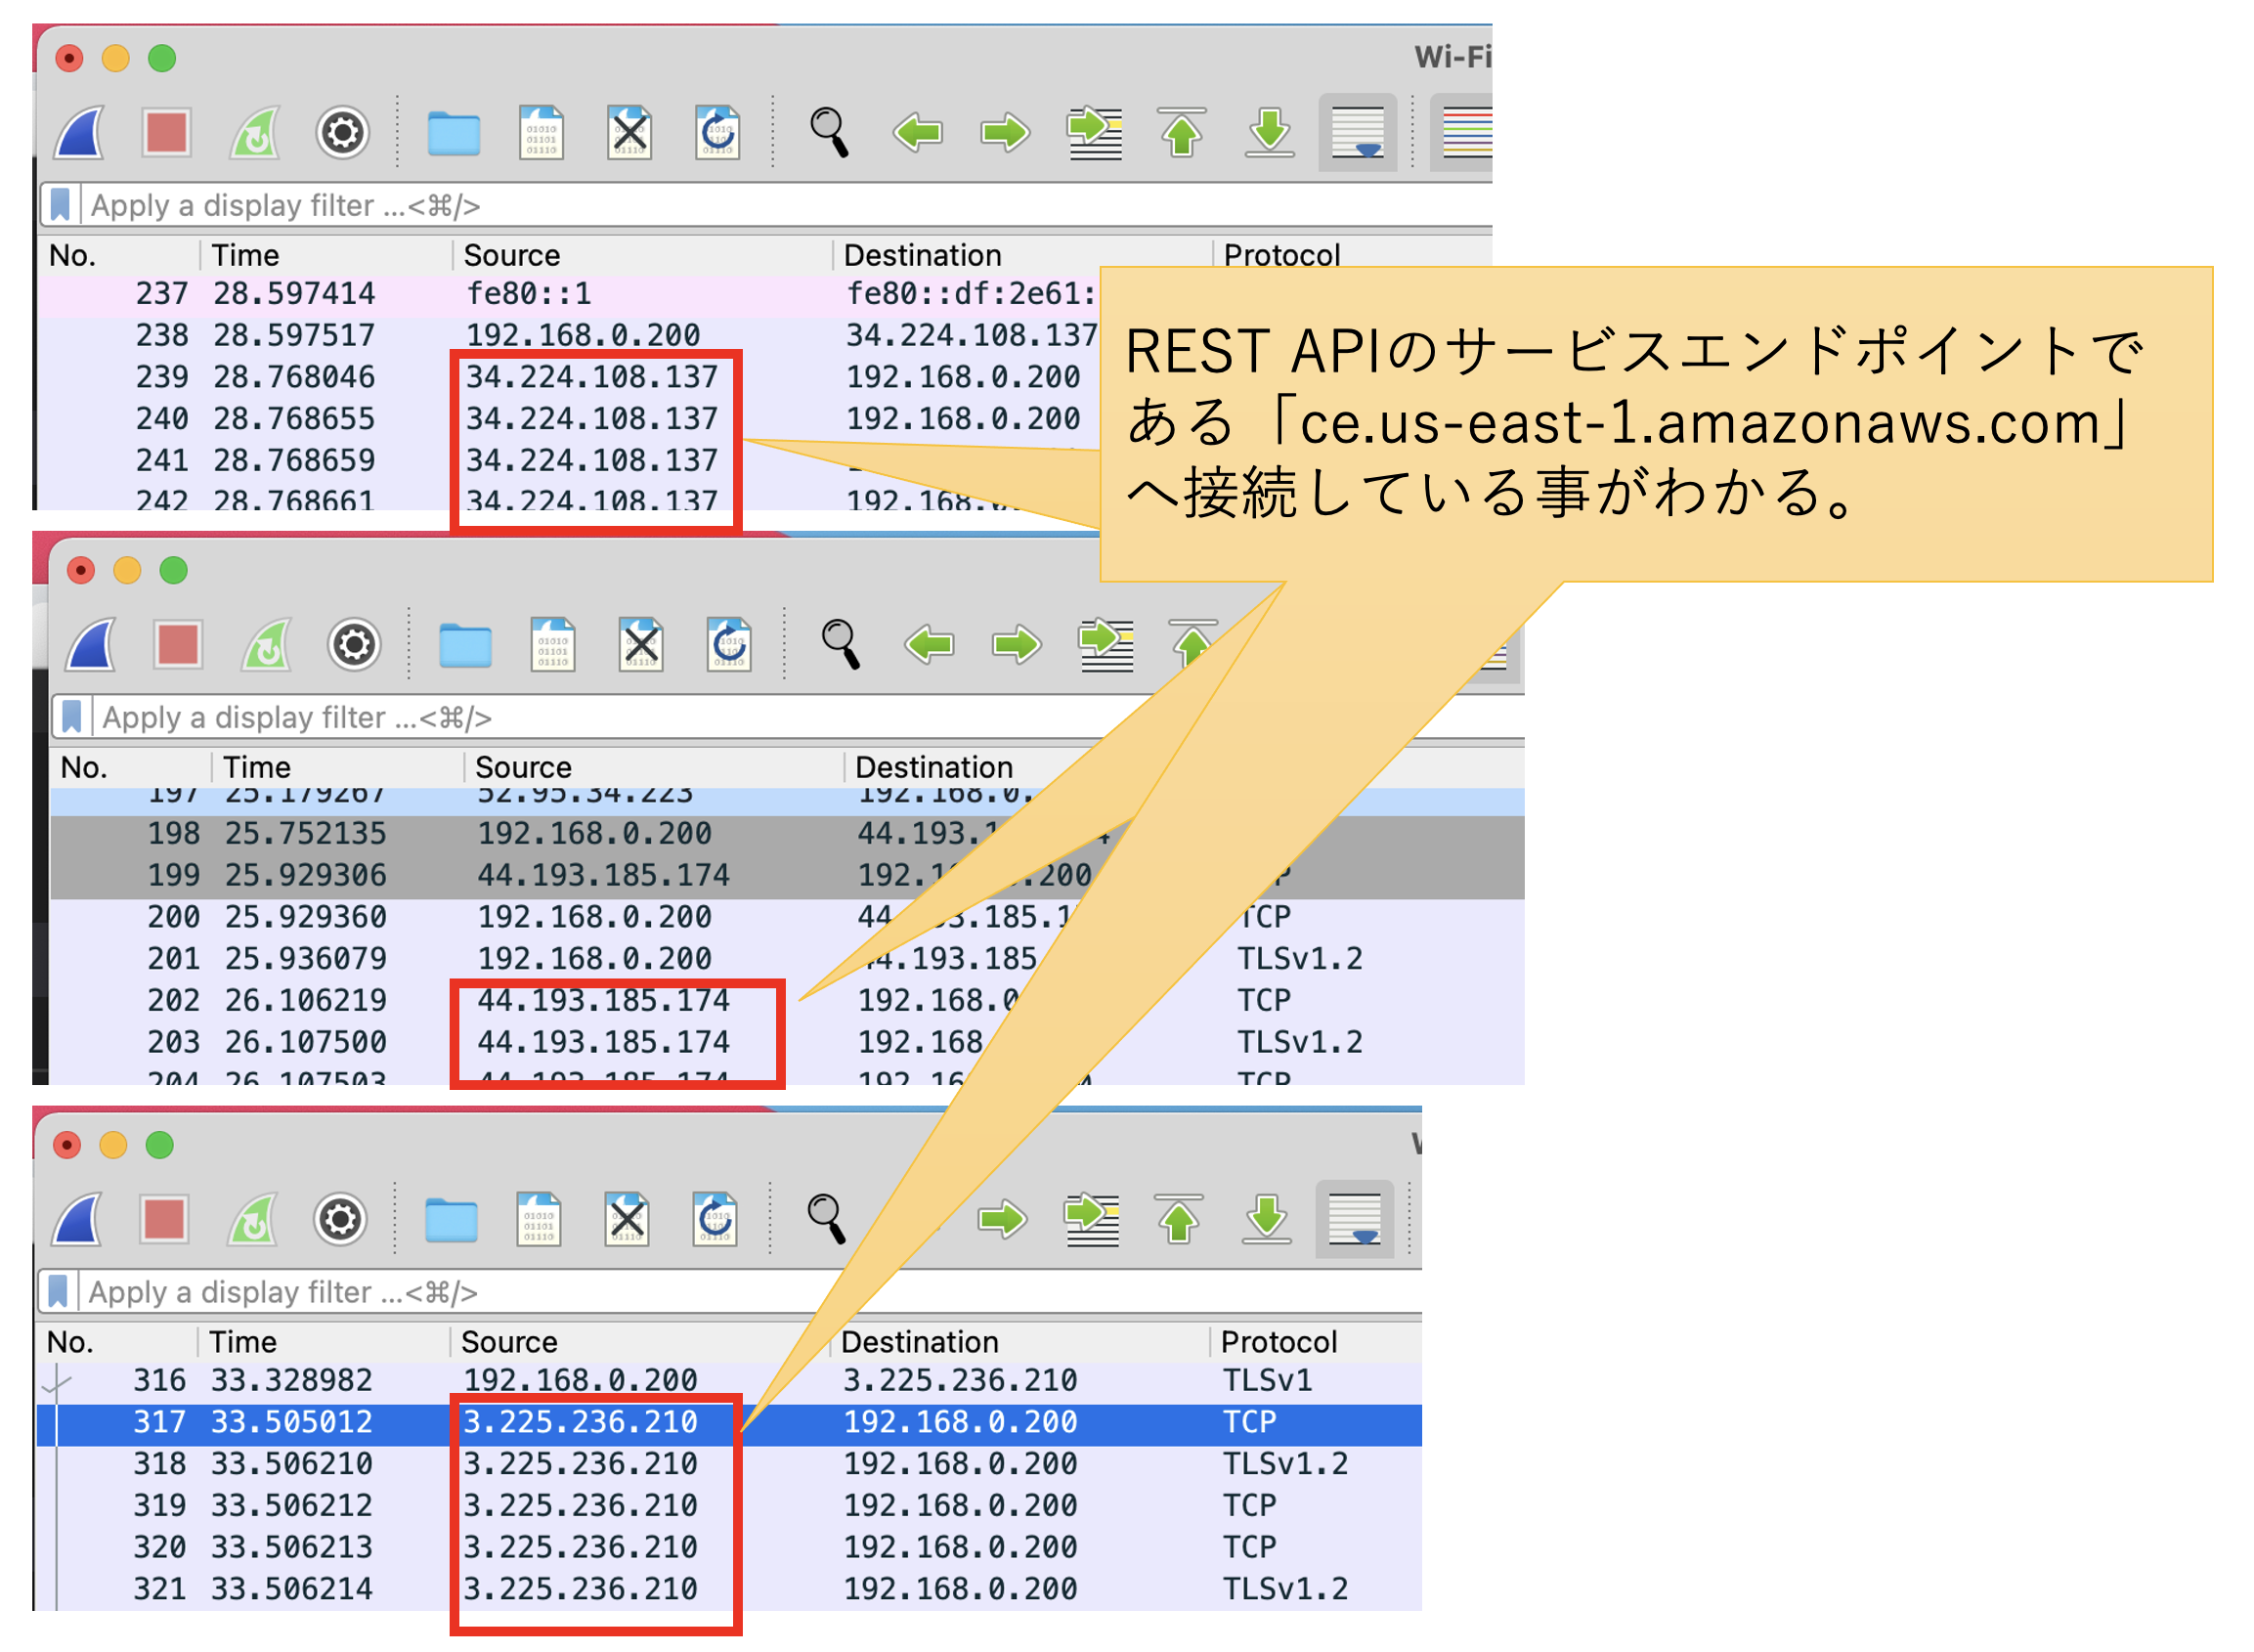 Wi-Fi
Apply a display filter ...<⌘/>
No. Time Source Destination Protocol
237 28.597414 fe80::1 fe80::df:2e61:
238 28.597517 192.168.0.200 34.224.108.137
239 28.768046 34.224.108.137 192.168.0.200
240 28.768655 34.224.108.137 192.168.0.200
241 28.768659 34.224.108.137
242 28.768661 34.224.108.137 192.168.0.
REST APIのサービスエンドポイントで
ある「ce.us-east-1.amazonaws.com」
へ接続している事がわかる。
Apply a display filter ...<⌘/>
No. Time Source Destination
197 25.179267 52.95.34.223 192.168.0.
198 25.752135 192.168.0.200 44.193.1
199 25.929306 44.193.185.174 192.1 .200
200 25.929360 192.168.0.200 44. 3.185.1 TCP
201 25.936079 192.168.0.200 44.193.185 TLSv1.2
202 26.106219 44.193.185.174 192.168.0 TCP
203 26.107500 44.193.185.174 192.168 TLSv1.2
204 26.107503 44.193.185.174 192.16 TCP
Apply a display filter ...<⌘/>
No. Time Source Destination Protocol
316 33.328982 192.168.0.200 3.225.236.210 TLSv1
317 33.505012 3.225.236.210 192.168.0.200 TCP
318 33.506210 3.225.236.210 192.168.0.200 TLSv1.2
319 33.506212 3.225.236.210 192.168.0.200 TCP
320 33.506213 3.225.236.210 192.168.0.200 TCP
321 33.506214 3.225.236.210 192.168.0.200 TLSv1.2